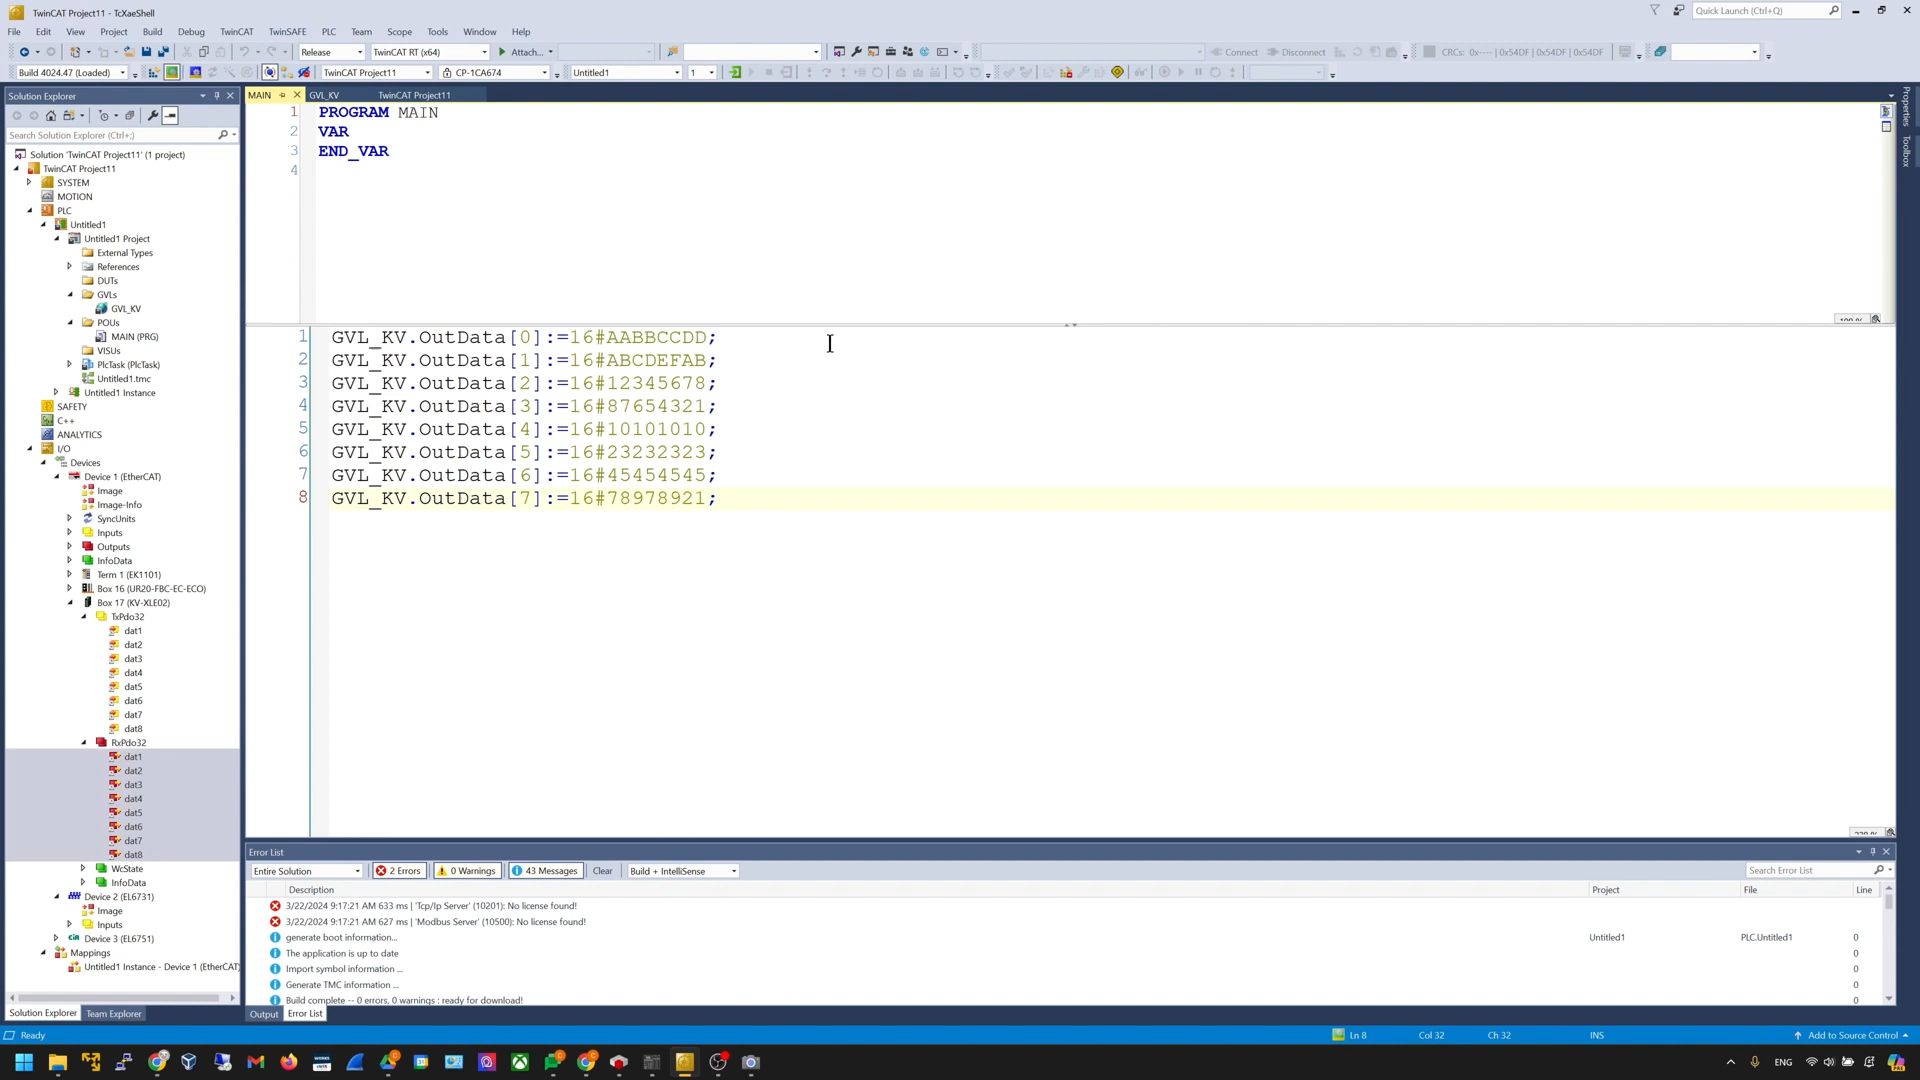 TwinCAT Project11 - TcXaeShell
Quick Launch (Ctrl+Q)
File Edit View Project Build Debug TwinCAT TwinSAFE PLC Team Scope Tools Window Help
Release TwinCAT RT (x64) Attach... Connect Disconnect CRCs: 0x---- | 0x54DF | 0x54DF | 0x54DF
Build 4024.47 (Loaded) TwinCAT Project11 CP-1CA674 Untitled1 1
Solution Explorer
Search Solution Explorer (Ctrl+;)
Solution 'TwinCAT Project11' (1 project)
TwinCAT Project11
SYSTEM
MOTION
PLC
Untitled1
Untitled1 Project
External Types
References
DUTs
GVLs
GVL_KV
POUs
MAIN (PRG)
VISUs
PlcTask (PlcTask)
Untitled1.tmc
Untitled1 Instance
SAFETY
C++
ANALYTICS
I/O
Devices
Device 1 (EtherCAT)
Image
Image-Info
SyncUnits
Inputs
Outputs
InfoData
Term 1 (EK1101)
Box 16 (UR20-FBC-EC-ECO)
Box 17 (KV-XLE02)
TxPdo32
dat1
dat2
dat3
dat4
dat5
dat6
dat7
dat8
RxPdo32
dat1
dat2
dat3
dat4
dat5
dat6
dat7
dat8
WcState
InfoData
Device 2 (EL6731)
Image
Inputs
Device 3 (EL6751)
Mappings
Untitled1 Instance - Device 1 (EtherCAT)
Solution Explorer Team Explorer
MAIN GVL_KV TwinCAT Project11
1 PROGRAM MAIN
2 VAR
3 END_VAR
4
1 GVL_KV.OutData[0]:=16#AABBCCDD;
2 GVL_KV.OutData[1]:=16#ABCDEFAB;
3 GVL_KV.OutData[2]:=16#12345678;
4 GVL_KV.OutData[3]:=16#87654321;
5 GVL_KV.OutData[4]:=16#10101010;
6 GVL_KV.OutData[5]:=16#23232323;
7 GVL_KV.OutData[6]:=16#45454545;
8 GVL_KV.OutData[7]:=16#78978921;
Properties
Toolbox
Error List
Entire Solution 2 Errors 0 Warnings 43 Messages Clear Build + IntelliSense Search Error List
Description Project File Line
3/22/2024 9:17:21 AM 633 ms | 'Tcp/Ip Server' (10201): No license found!
3/22/2024 9:17:21 AM 627 ms | 'Modbus Server' (10500): No license found!
generate boot information... Untitled1 PLC.Untitled1 0
The application is up to date 0
Import symbol information ... 0
Generate TMC information ... 0
Build complete -- 0 errors, 0 warnings : ready for download! 0
Output Error List
Ready Ln 8 Col 32 Ch 32 INS Add to Source Control
ENG